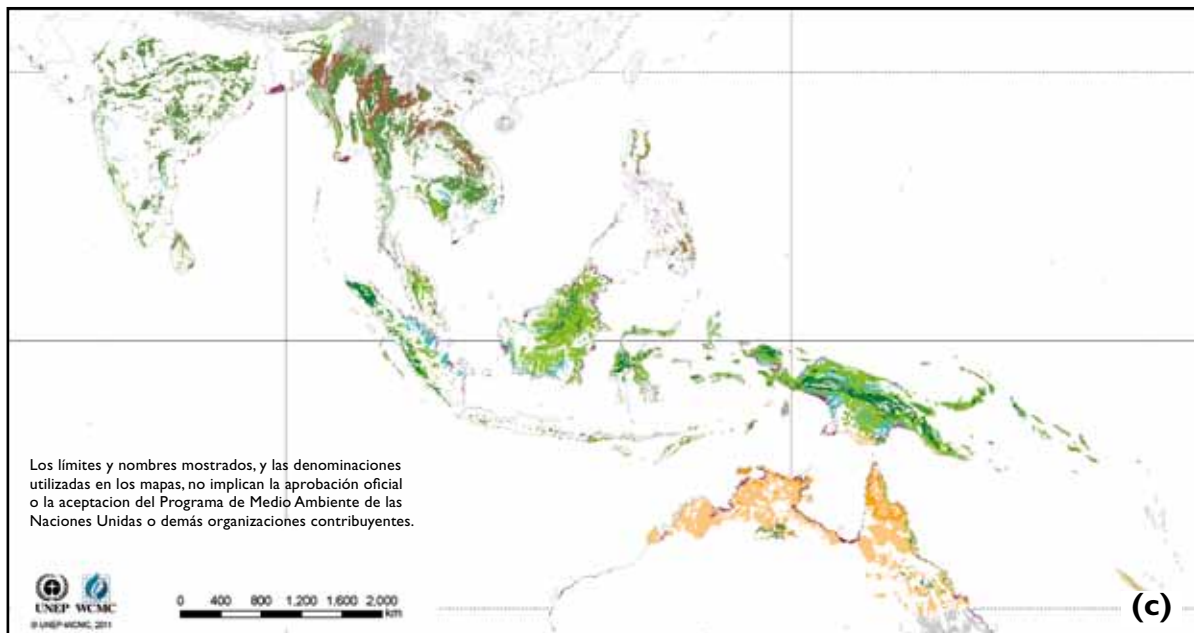 Los límites y nombres mostrados, y las denominaciones
utilizadas en los mapas, no implican la aprobación oficial
o la aceptacion del Programa de Medio Ambiente de las
Naciones Unidas o demás organizaciones contribuyentes.
UNEP WCMC
© UNEP-WCMC, 2011
0 400 800 1,200 1,600 2,000
km
(c)